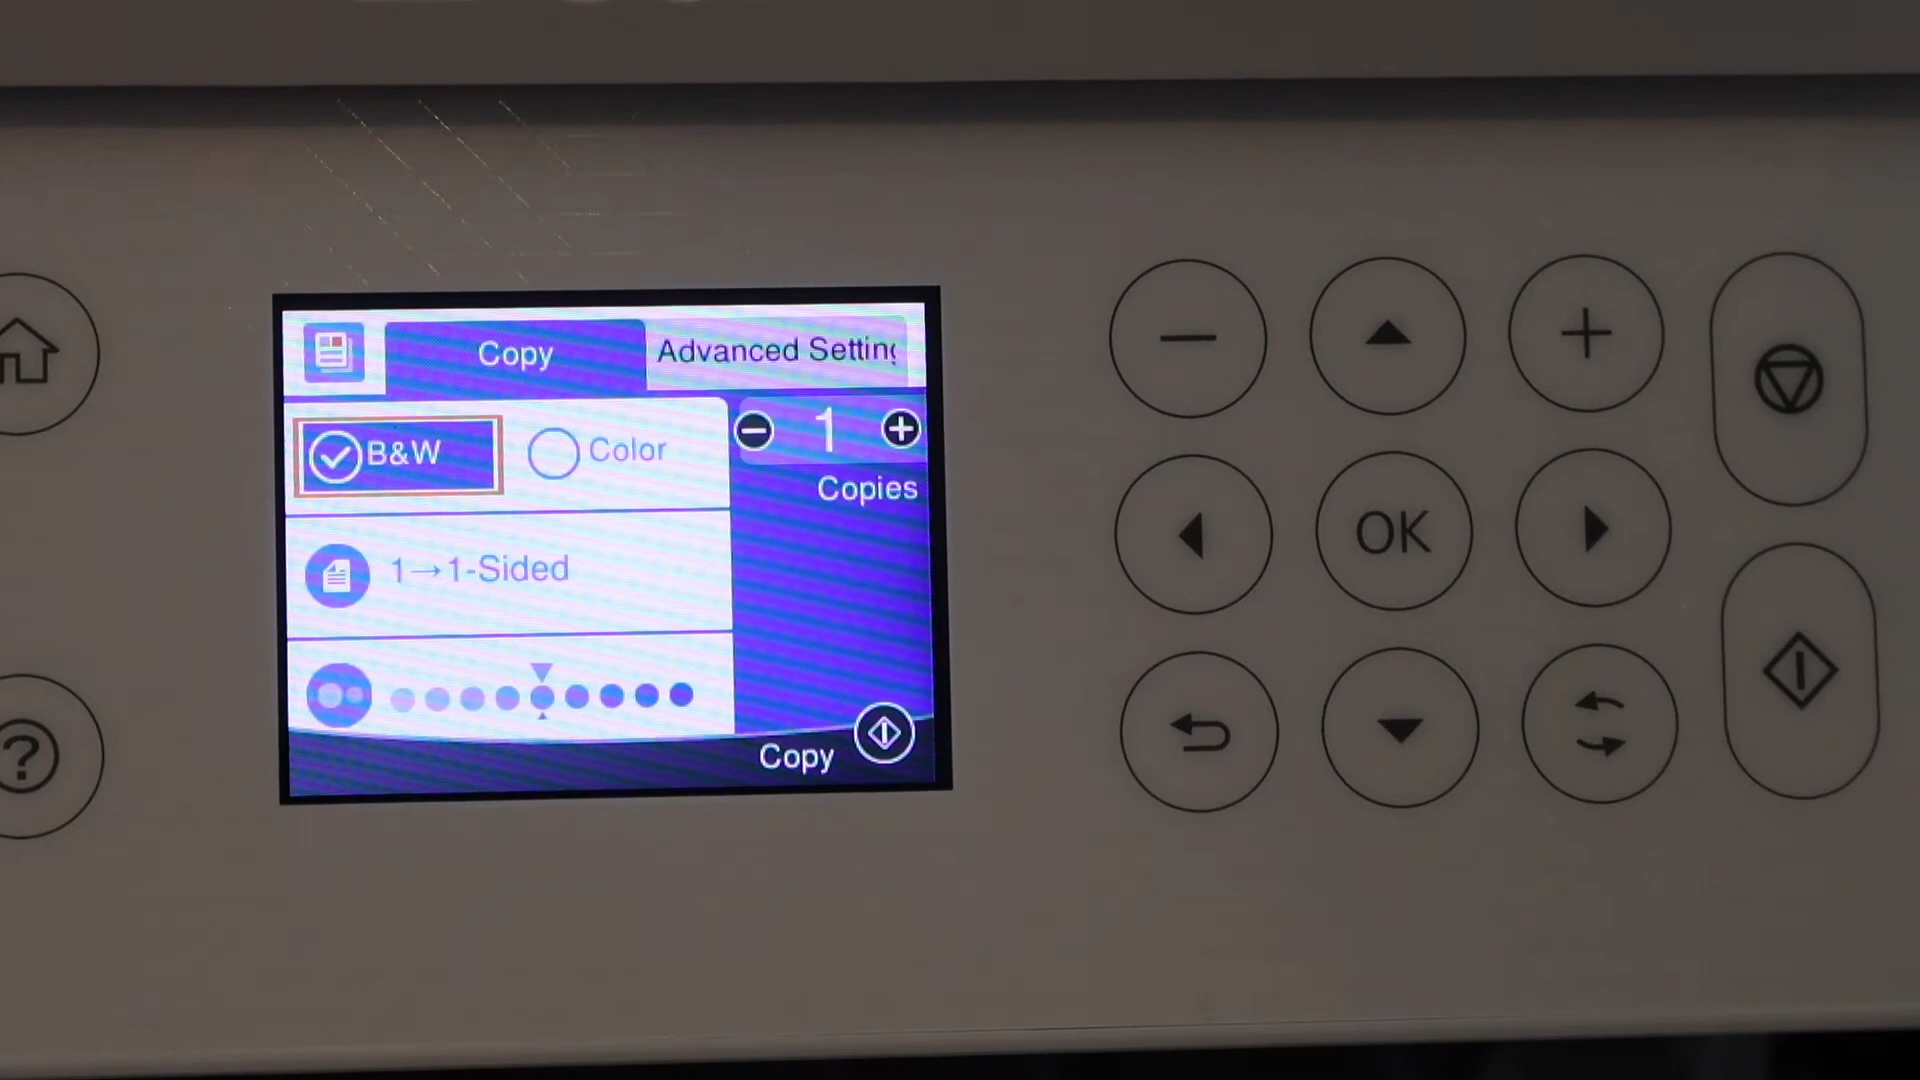 Copy
Advanced Setting
B&W
Color
1
Copies
1→1-Sided
Copy
OK
?